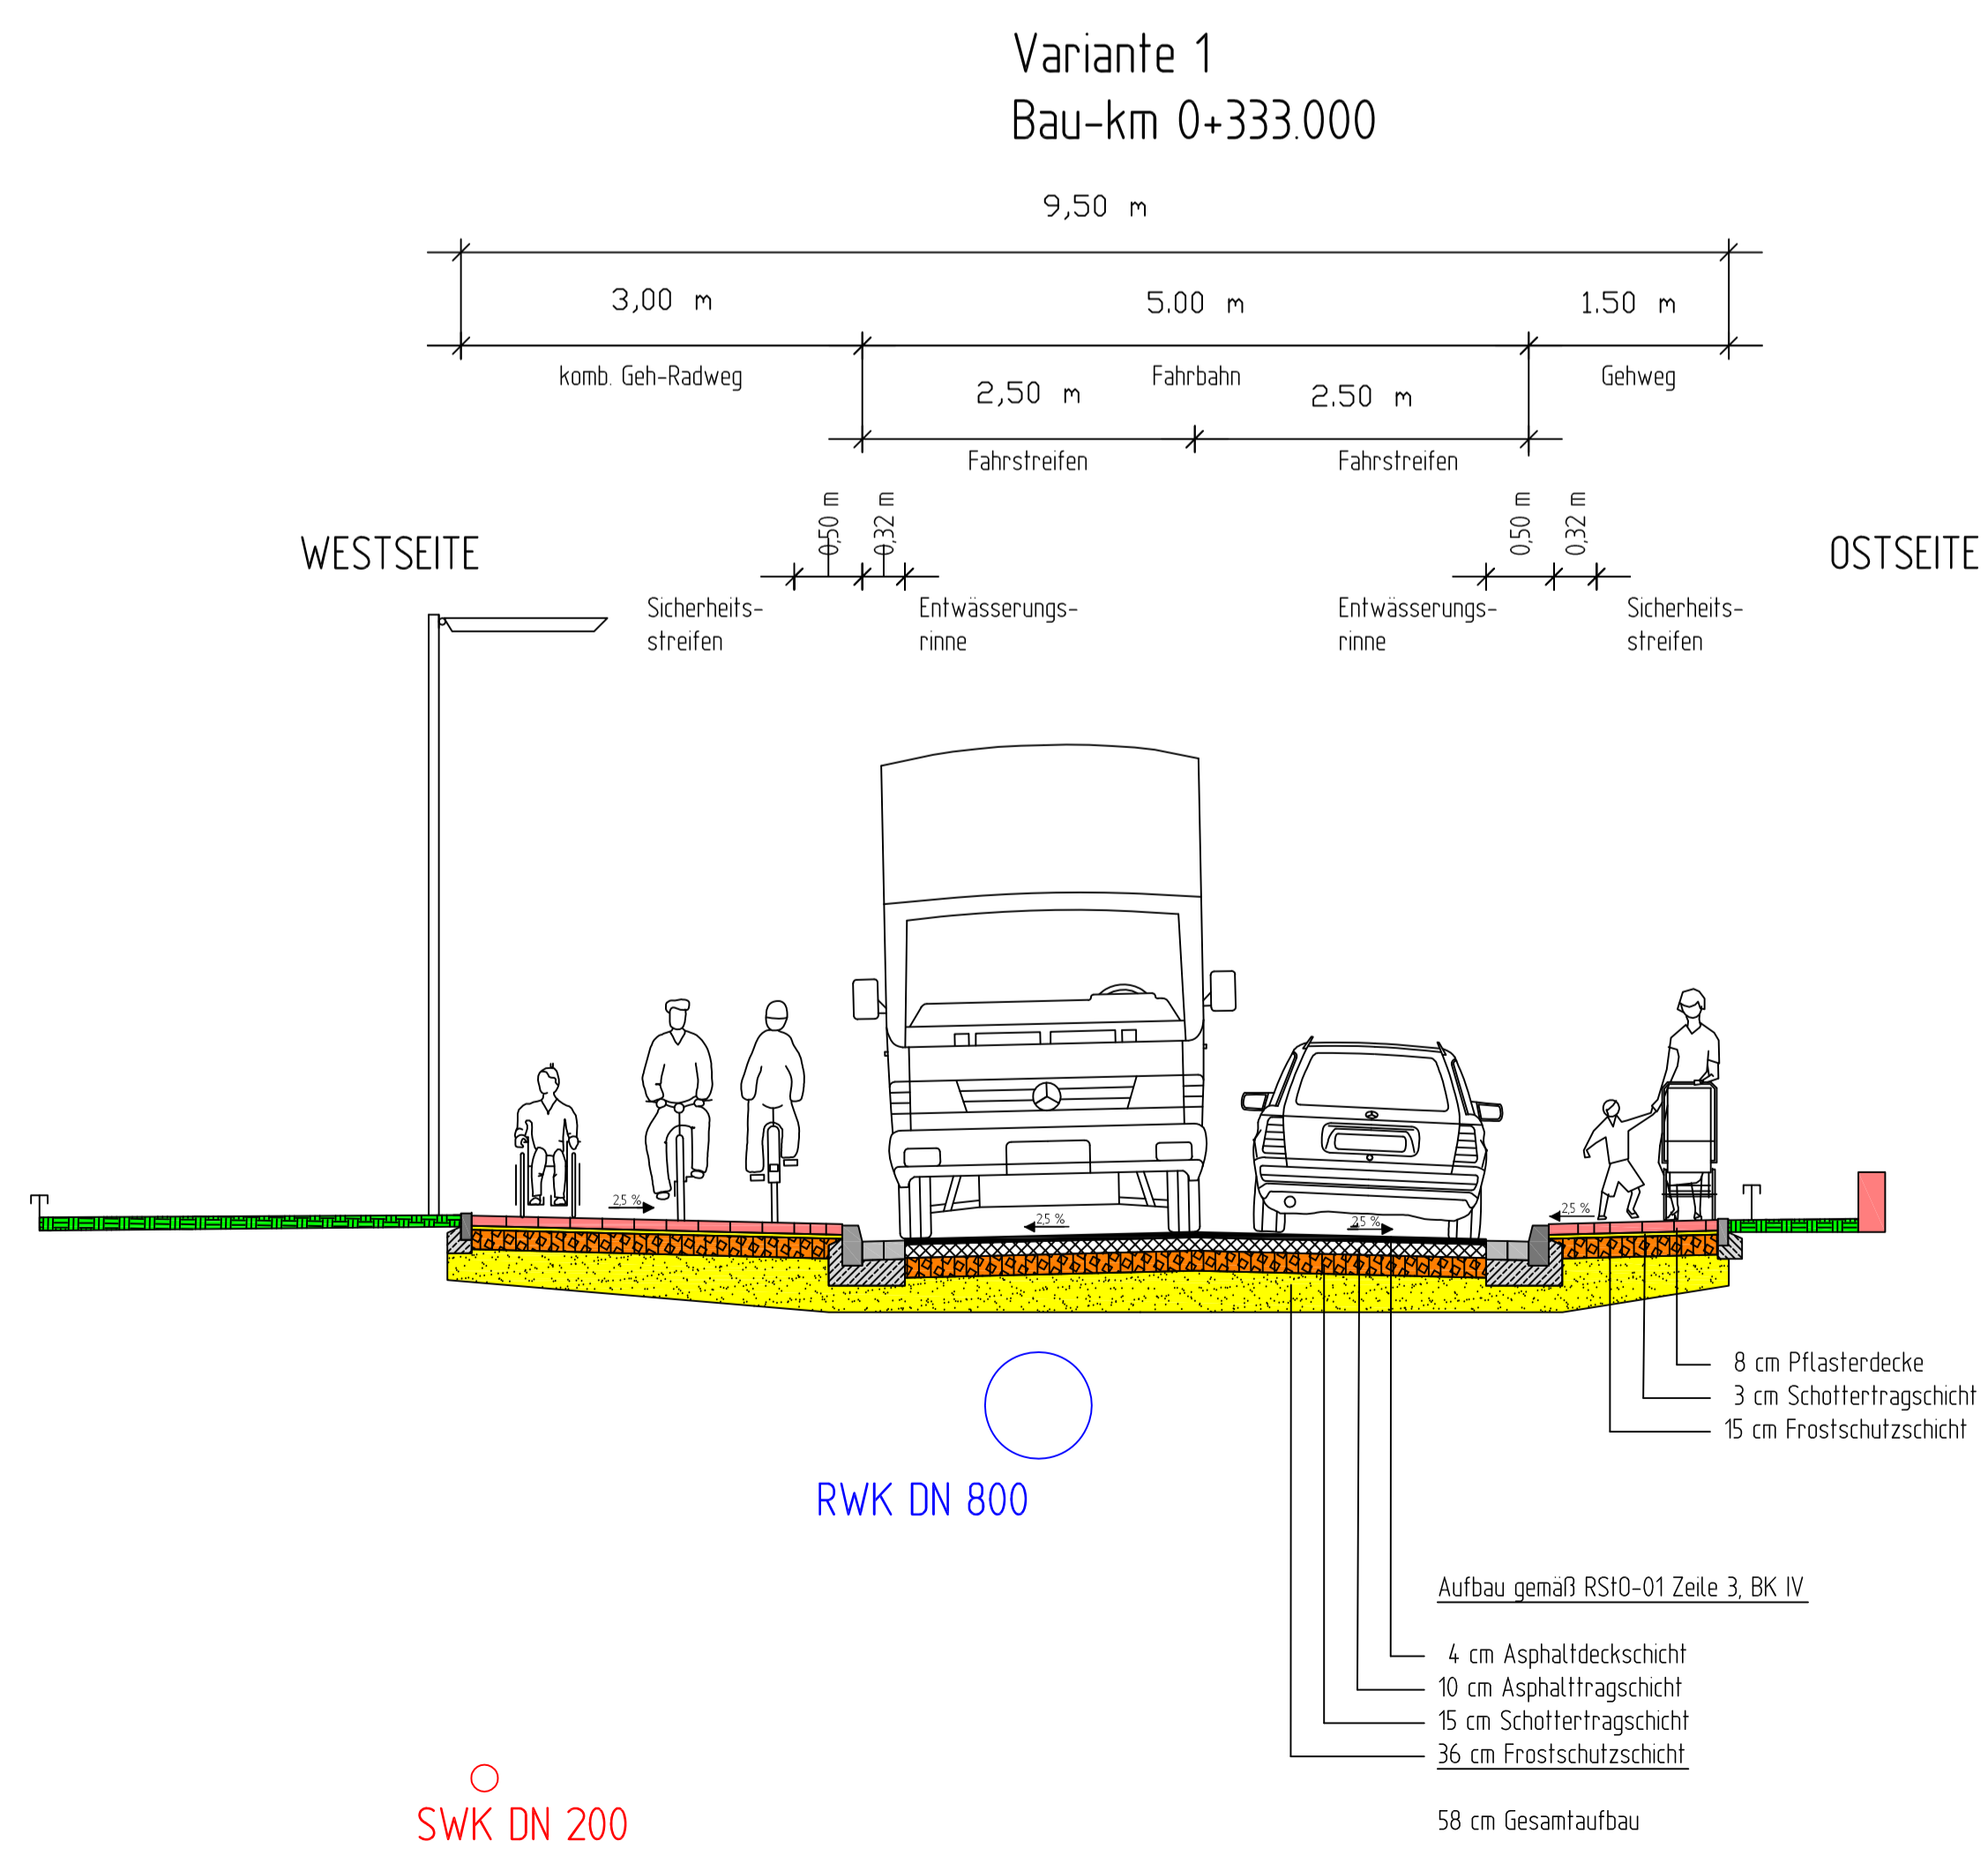 Variante 1
Bau-km 0+333.000
9,50 m
3,00 m
5.00 m
1.50 m
komb. Geh-Radweg
Fahrbahn
Gehweg
2,50 m
2.50 m
Fahrstreifen
Fahrstreifen
WESTSEITE
0,50 m
0,32 m
0,50 m
0,32 m
OSTSEITE
Sicherheits-
streifen
Entwässerungs-
rinne
Entwässerungs-
rinne
Sicherheits-
streifen
2,5 %
2,5 %
2,5 %
2,5 %
8 cm Pflasterdecke
3 cm Schottertragschicht
15 cm Frostschutzschicht
RWK DN 800
Aufbau gemäß RStO-01 Zeile 3, BK IV
4 cm Asphaltdeckschicht
10 cm Asphalttragschicht
15 cm Schottertragschicht
36 cm Frostschutzschicht
58 cm Gesamtaufbau
SWK DN 200